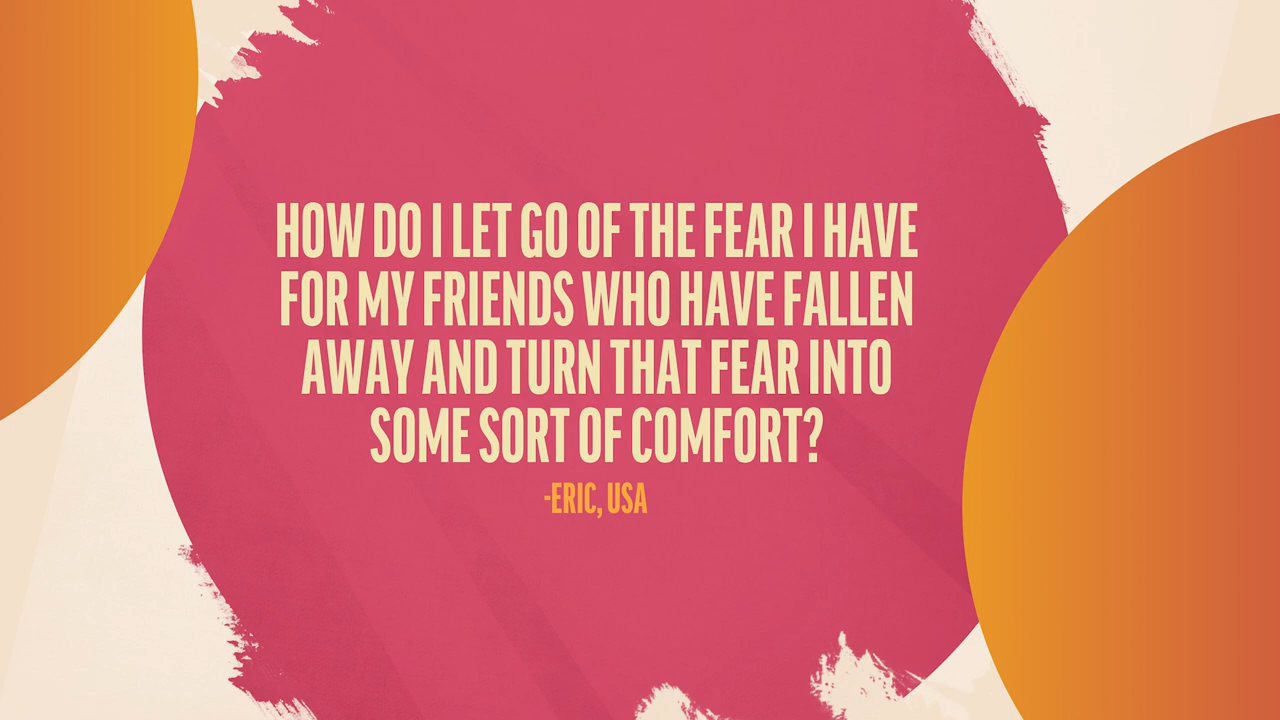 HOW DO I LET GO OF THE FEAR I HAVE
FOR MY FRIENDS WHO HAVE FALLEN
AWAY AND TURN THAT FEAR INTO
SOME SORT OF COMFORT?
-ERIC, USA